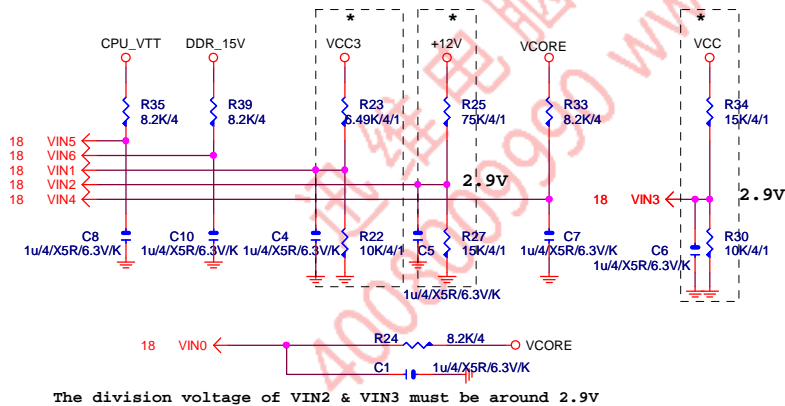 * * *
CPU_VTT DDR_15V VCC3 +12V VCORE VCC
R35 8.2K/4
R39 8.2K/4
R23 6.49K/4/1
R25 75K/4/1
R33 8.2K/4
R34 15K/4/1
18 VIN5
18 VIN6
18 VIN1
18 VIN2
18 VIN4
2.9V
18 VIN3
2.9V
C8 1u/4/X5R/6.3V/K
C10 1u/4/X5R/6.3V/K
C4 1u/4/X5R/6.3V/K
R22 10K/4/1
C5 1u/4/X5R/6.3V/K
R27 15K/4/1
C7 1u/4/X5R/6.3V/K
C6 1u/4/X5R/6.3V/K
R30 10K/4/1
18 VIN0
R24 8.2K/4
VCORE
C1 1u/4/X5R/6.3V/K
The division voltage of VIN2 & VIN3 must be around 2.9V
迅维电脑
4008009990 www